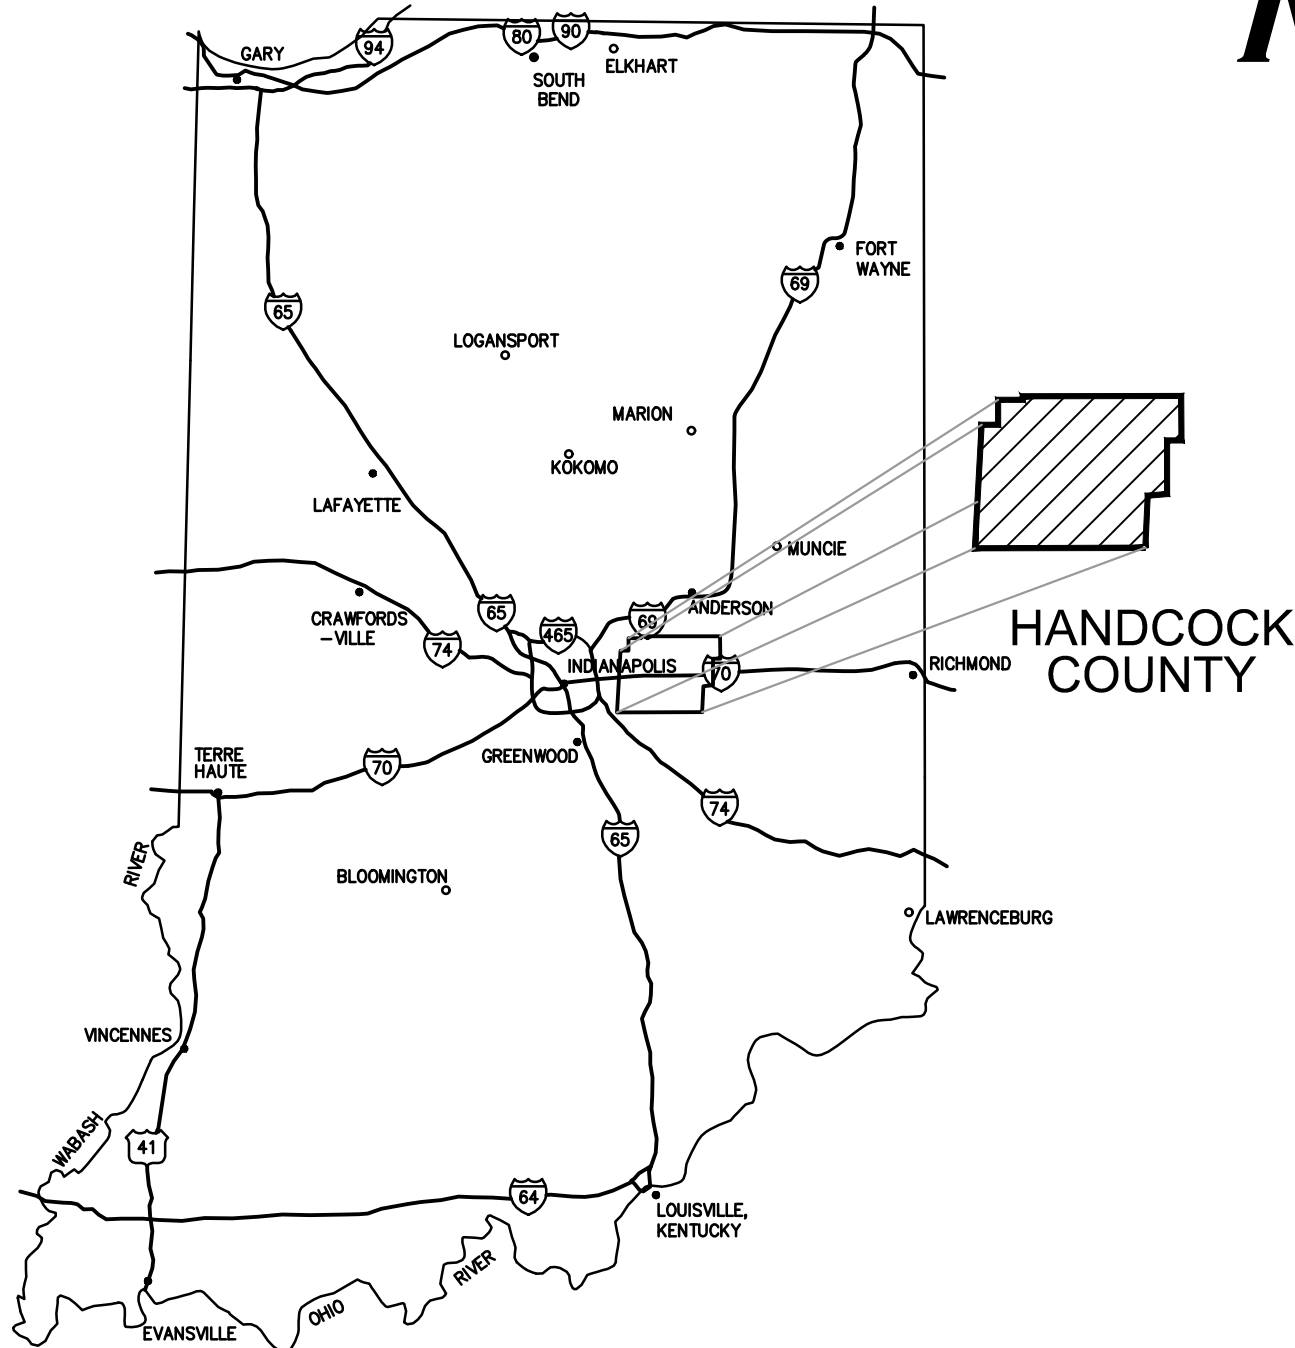 94
80
90
GARY
ELKHART
SOUTH
BEND
FORT
WAYNE
69
65
LOGANSPORT
MARION
KOKOMO
LAFAYETTE
MUNCIE
ANDERSON
CRAWFORDS
-VILLE
65
465
69
HANDCOCK
COUNTY
74
INDIANAPOLIS
70
RICHMOND
GREENWOOD
TERRE
HAUTE
70
74
65
RIVER
BLOOMINGTON
LAWRENCEBURG
VINCENNES
WABASH
41
64
LOUISVILLE,
KENTUCKY
RIVER
OHIO
EVANSVILLE